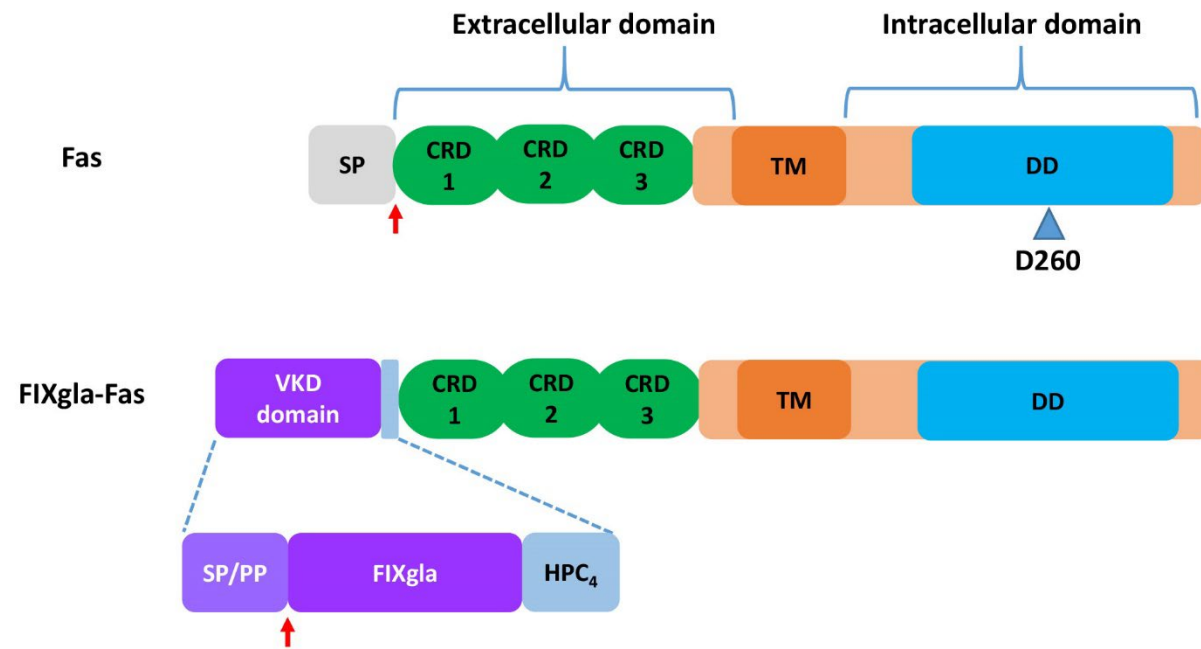 Extracellular domain
Intracellular domain
Fas
SP
CRD
1
CRD
2
CRD
3
TM
DD
D260
FIXgla-Fas
VKD
domain
CRD
1
CRD
2
CRD
3
TM
DD
SP/PP
FIXgla
HPC₄